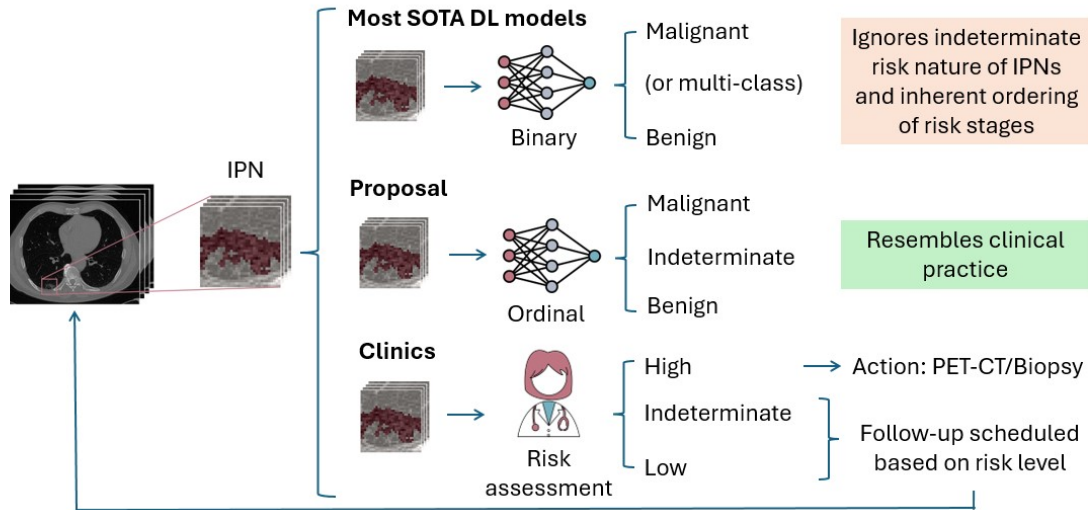 Most SOTA DL models
Malignant
(or multi-class)
Benign
Binary
Ignores indeterminate
risk nature of IPNs
and inherent ordering
of risk stages
IPN
Proposal
Malignant
Indeterminate
Benign
Ordinal
Resembles clinical
practice
Clinics
High
Indeterminate
Low
Risk
assessment
Action: PET-CT/Biopsy
Follow-up scheduled
based on risk level